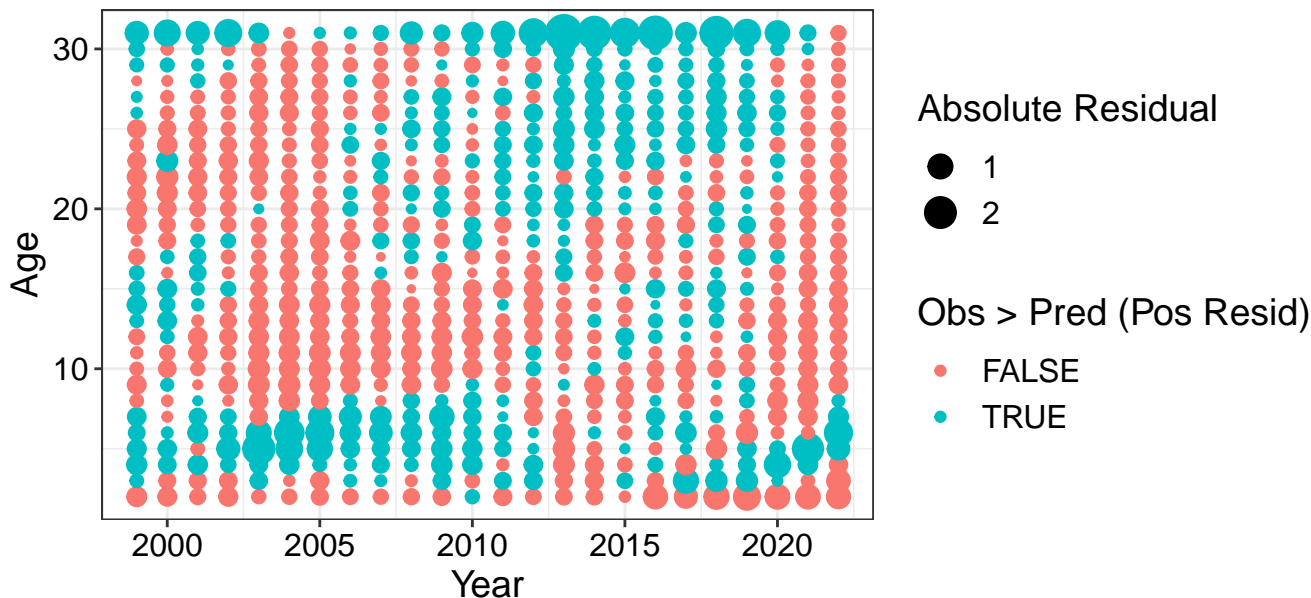 30
20
10
Age
2000
2005
2010
2015
2020
Year
Absolute Residual
1
2
Obs > Pred (Pos Resid)
FALSE
TRUE